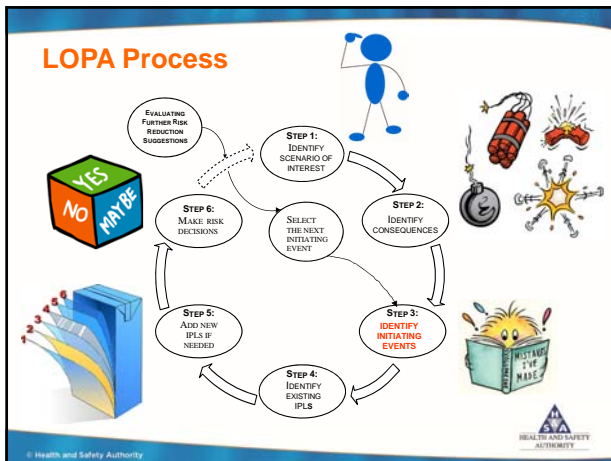 LOPA Process
EVALUATING
FURTHER RISK
REDUCTION
SUGGESTIONS
STEP 1:
IDENTIFY
SCENARIO OF
INTEREST
STEP 2:
IDENTIFY
CONSEQUENCES
STEP 3:
IDENTIFY
INITIATING
EVENTS
STEP 4:
IDENTIFY
EXISTING
IPLS
STEP 5:
ADD NEW
IPLS IF
NEEDED
STEP 6:
MAKE RISK
DECISIONS
SELECT
THE NEXT
INITIATING
EVENT
YES
NO
MAYBE
1
2
3
4
5
6
MISTAKES
I'VE
MADE
H S A
HEALTH AND SAFETY
AUTHORITY
© Health and Safety Authority